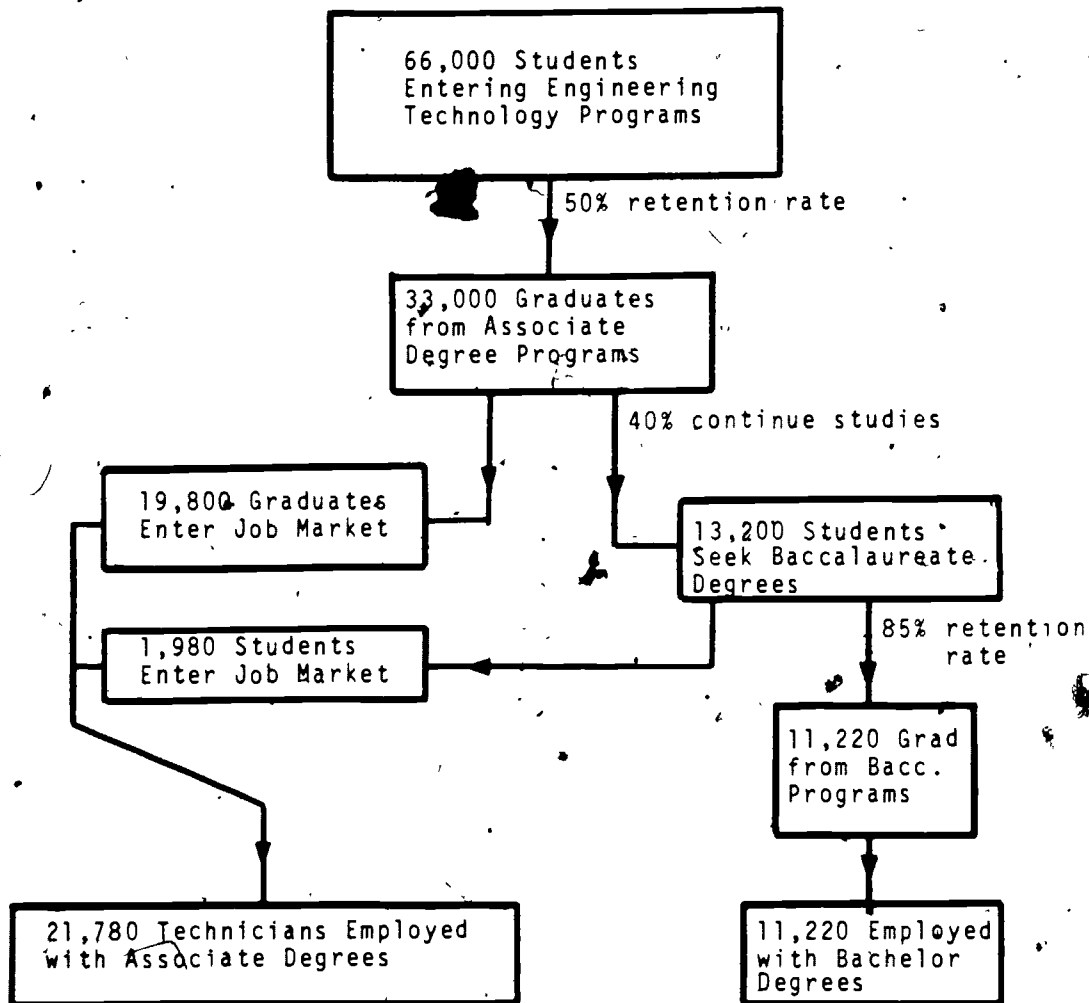 66,000 Students
Entering Engineering
Technology Programs
50% retention rate
33,000 Graduates
from Associate
Degree Programs
40% continue studies
19,800 Graduates
Enter Job Market
13,200 Students
Seek Baccalaureate
Degrees
1,980 Students
Enter Job Market
85% retention
rate
11,220 Grad
from Bacc.
Programs
21,780 Technicians Employed
with Associate Degrees
11,220 Employed
with Bachelor
Degrees